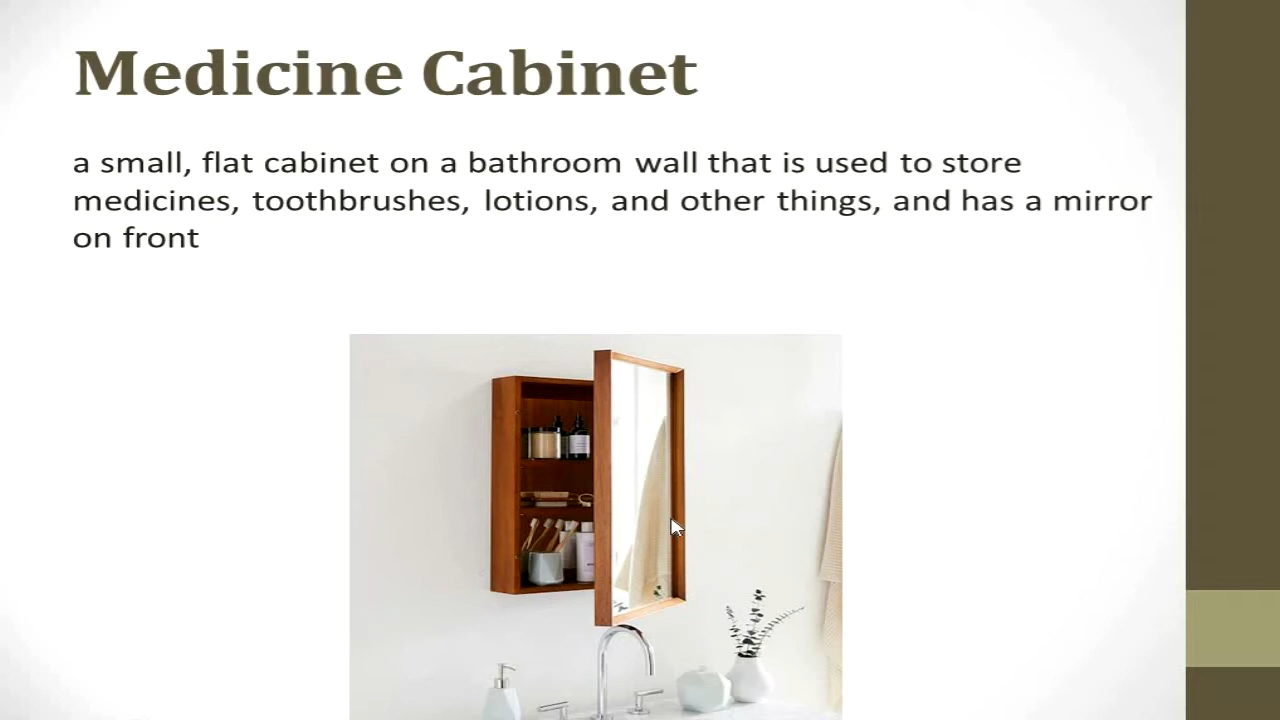 Medicine Cabinet
a small, flat cabinet on a bathroom wall that is used to store
medicines, toothbrushes, lotions, and other things, and has a mirror
on front